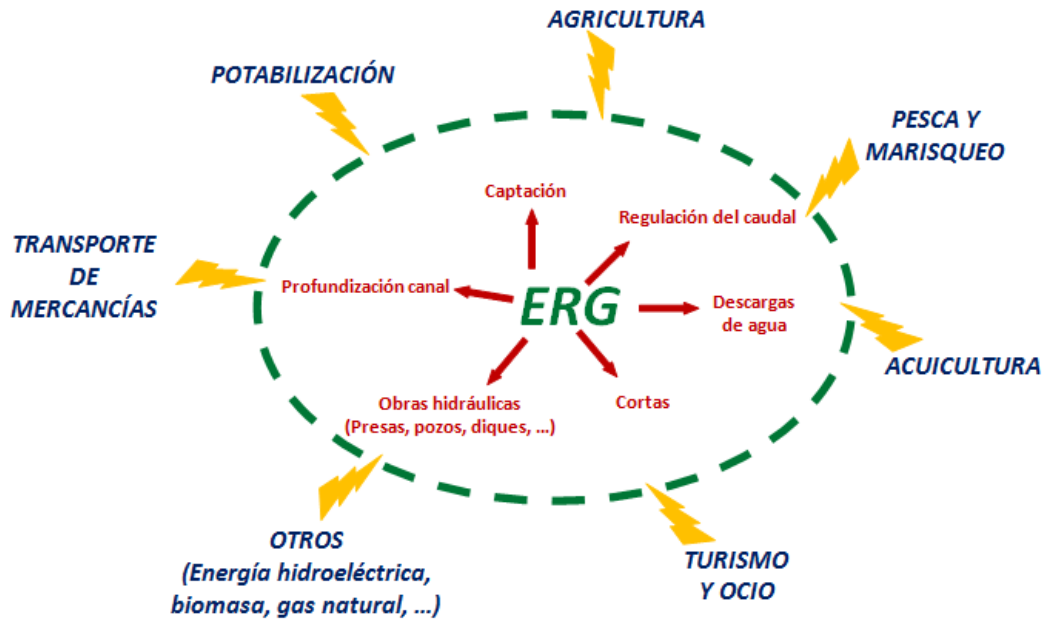 AGRICULTURA
POTABILIZACIÓN
PESCA Y
MARISQUEO
Captación
Regulación del caudal
TRANSPORTE
DE
MERCANCÍAS
Profundización canal
ERG
Descargas
de agua
ACUICULTURA
Obras hidráulicas
(Presas, pozos, diques, ...)
Cortas
OTROS
(Energía hidroeléctrica,
biomasa, gas natural, ...)
TURISMO
Y OCIO